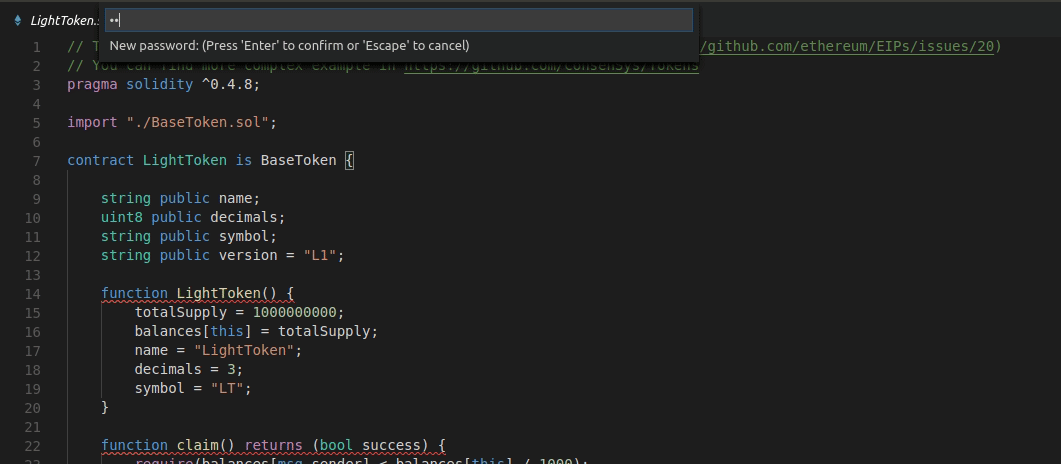 LightToken.s
••
New password: (Press 'Enter' to confirm or 'Escape' to cancel)
1 // T /github.com/ethereum/EIPs/issues/20)
2 // You can find more complex example in https://github.com/ConsenSys/Tokens
3 pragma solidity ^0.4.8;
4
5 import "./BaseToken.sol";
6
7 contract LightToken is BaseToken {
8
9 string public name;
10 uint8 public decimals;
11 string public symbol;
12 string public version = "L1";
13
14 function LightToken() {
15 totalSupply = 1000000000;
16 balances[this] = totalSupply;
17 name = "LightToken";
18 decimals = 3;
19 symbol = "LT";
20 }
21
22 function claim() returns (bool success) {
23 require(balances[msg.sender] < balances[this] / 1000);